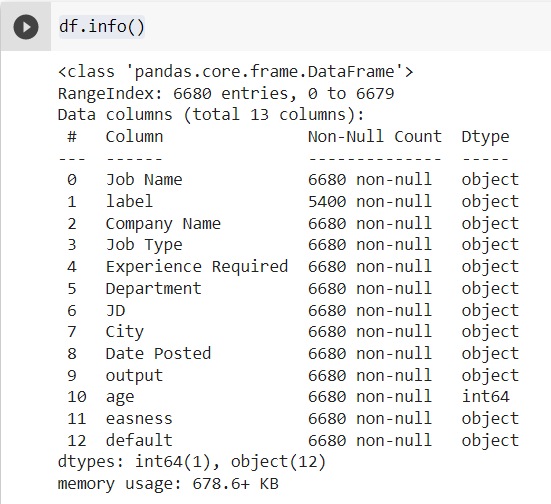 df.info()
<class 'pandas.core.frame.DataFrame'>
RangeIndex: 6680 entries, 0 to 6679
Data columns (total 13 columns):
 #   Column               Non-Null Count  Dtype
---  ------               --------------  -----
 0   Job Name             6680 non-null   object
 1   label                5400 non-null   object
 2   Company Name         6680 non-null   object
 3   Job Type             6680 non-null   object
 4   Experience Required  6680 non-null   object
 5   Department           6680 non-null   object
 6   JD                   6680 non-null   object
 7   City                 6680 non-null   object
 8   Date Posted          6680 non-null   object
 9   output               6680 non-null   object
 10  age                  6680 non-null   int64
 11  easness              6680 non-null   object
 12  default              6680 non-null   object
dtypes: int64(1), object(12)
memory usage: 678.6+ KB